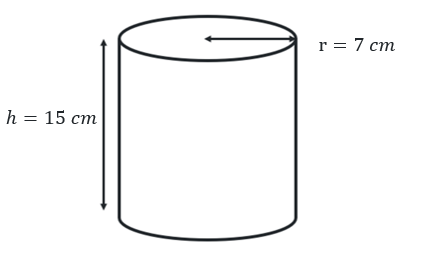 r = 7 cm
h = 15 cm